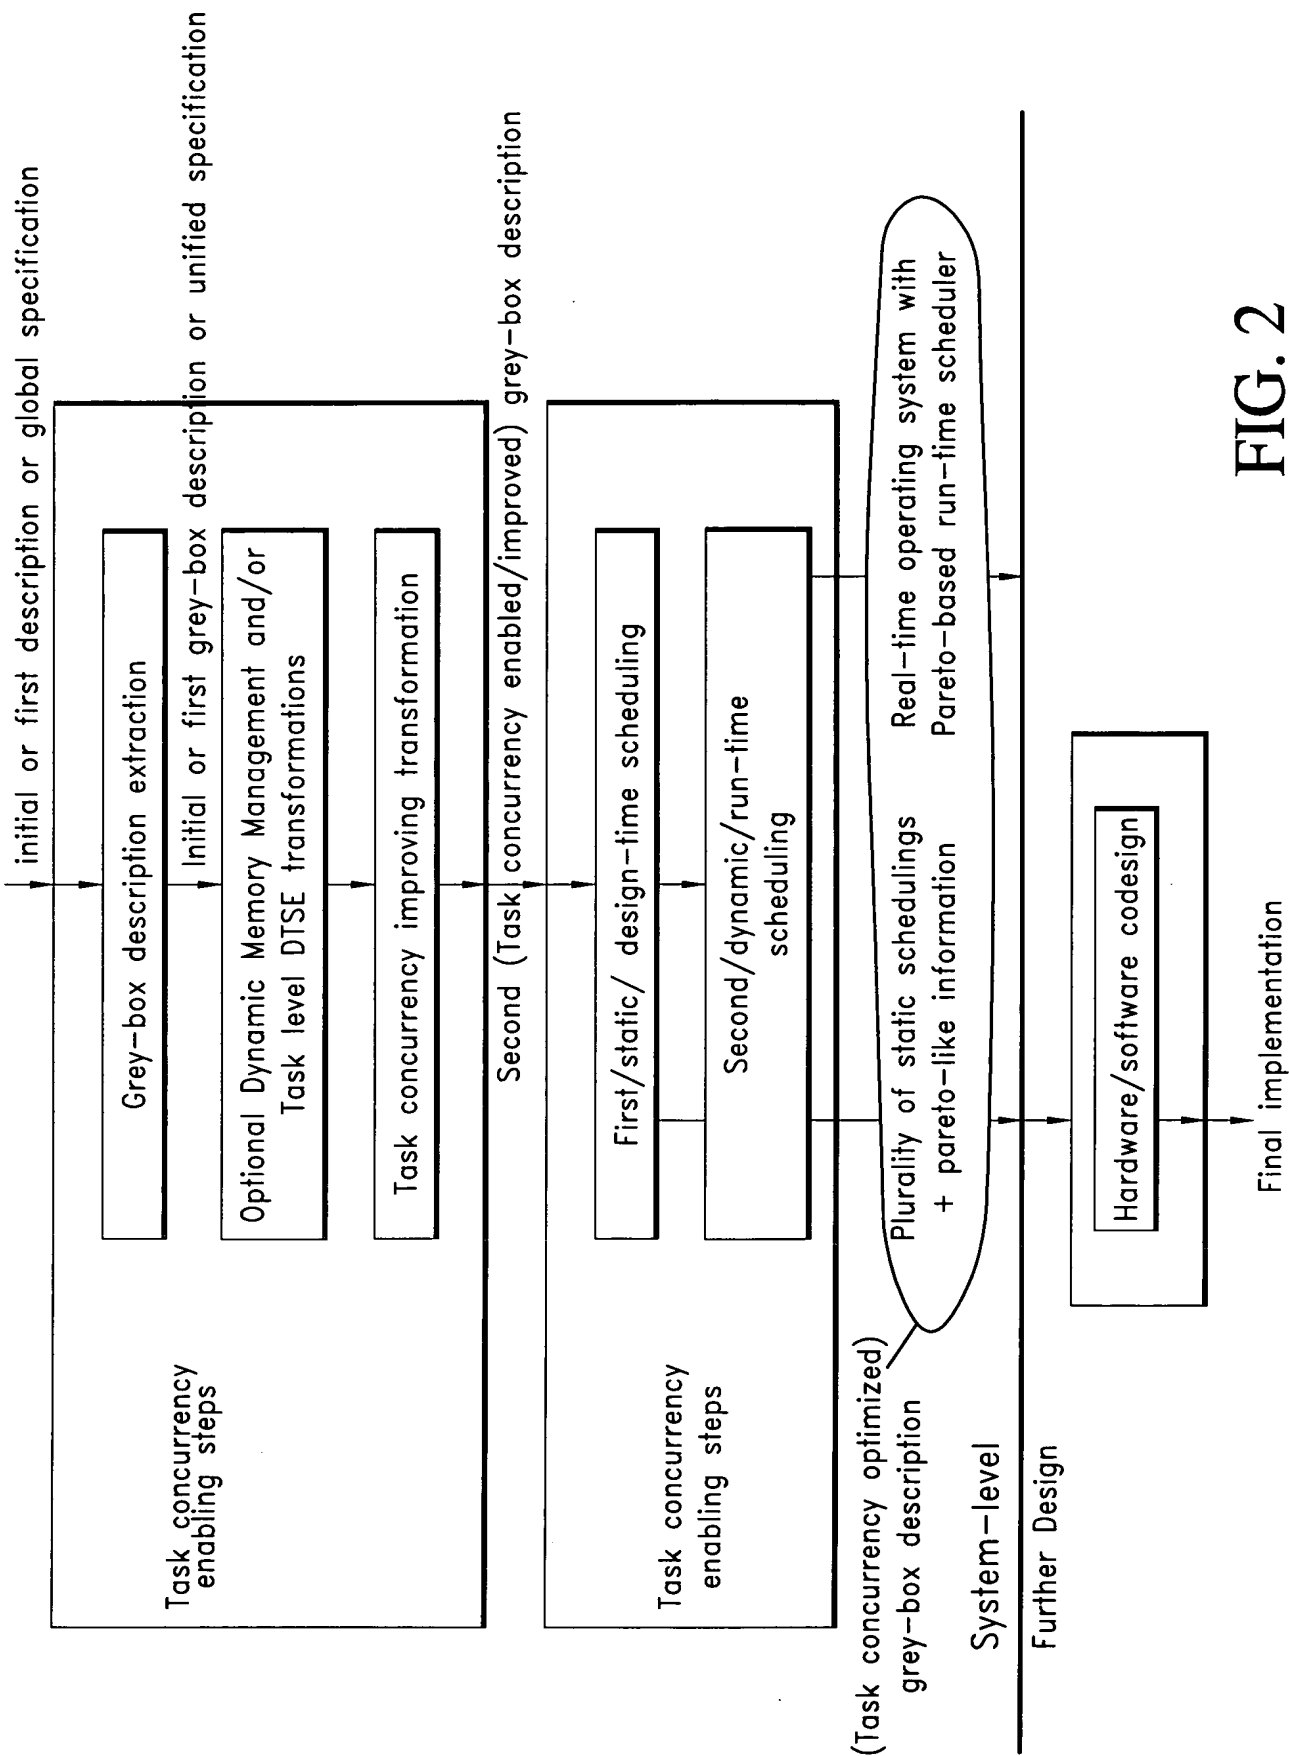 initial or first description or global specification
Grey-box description extraction
Initial or first grey-box description or unified specification
Optional Dynamic Memory Management and/or
Task level DTSE transformations
Task concurrency improving transformation
Task concurrency
enabling steps
Second (Task concurrency enabled/improved) grey-box description
First/static/ design-time scheduling
Second/dynamic/run-time
scheduling
Task concurrency
enabling steps
Plurality of static schedulings
+ pareto-like information
Real-time operating system with
Pareto-based run-time scheduler
(Task concurrency optimized)
grey-box description
System-level
Further Design
Hardware/software codesign
Final implementation
FIG. 2